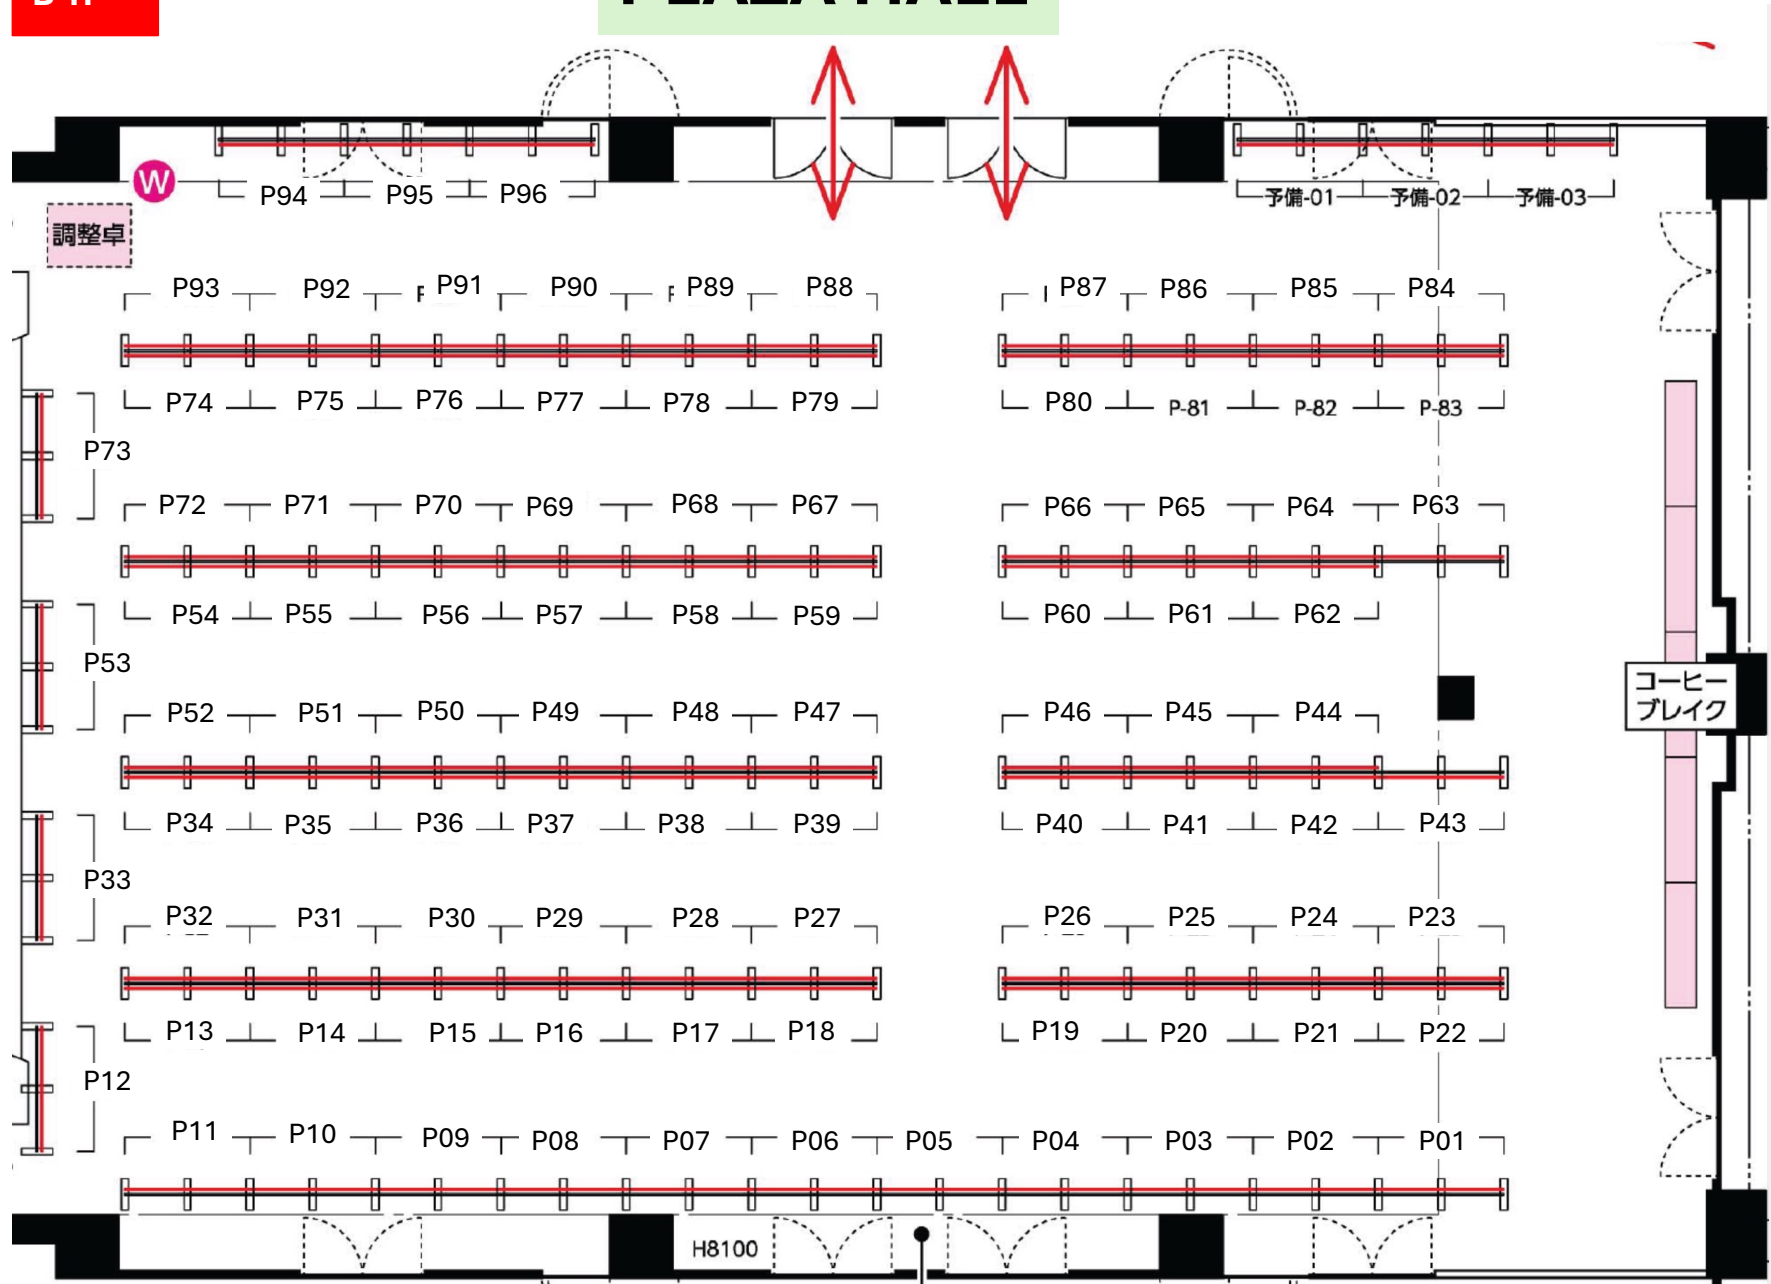 PLAZA HALL
W
P94 P95 P96 予備-01 予備-02 予備-03
調整卓
P93 P92 P91 P90 P89 P88 P87 P86 P85 P84
P74 P75 P76 P77 P78 P79 P80 P-81 P-82 P-83
P73
P72 P71 P70 P69 P68 P67 P66 P65 P64 P63
P54 P55 P56 P57 P58 P59 P60 P61 P62
P53
コーヒー
ブレイク
P52 P51 P50 P49 P48 P47 P46 P45 P44
P34 P35 P36 P37 P38 P39 P40 P41 P42 P43
P33
P32 P31 P30 P29 P28 P27 P26 P25 P24 P23
P13 P14 P15 P16 P17 P18 P19 P20 P21 P22
P12
P11 P10 P09 P08 P07 P06 P05 P04 P03 P02 P01
H8100